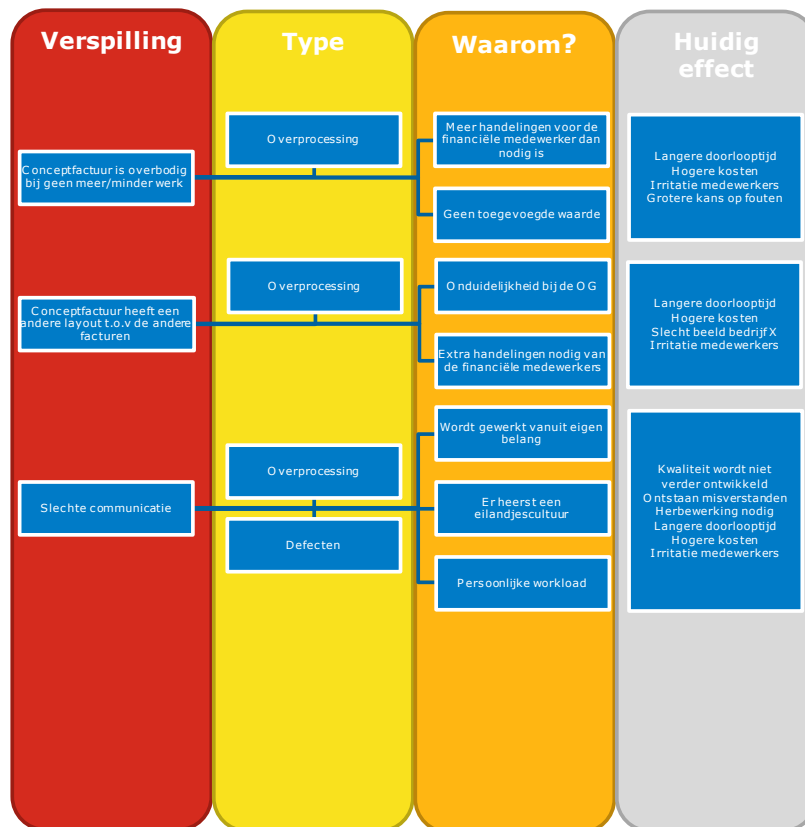 Verspilling
Type
Waarom?
Huidig
effect
Conceptfactuur is overbodig
bij geen meer/minder werk
Overprocessing
Meer handelingen voor de
financiële medewerker dan
nodig is
Geen toegevoegde waarde
Langere doorlooptijd
Hogere kosten
Irritatie medewerkers
Grotere kans op fouten
Conceptfactuur heeft een
andere layout t.o.v de andere
facturen
Overprocessing
Onduidelijkheid bij de OG
Extra handelingen nodig van
de financiële medewerkers
Langere doorlooptijd
Hogere kosten
Slecht beeld bedrijf X
Irritatie medewerkers
Slechte communicatie
Overprocessing
Defecten
Wordt gewerkt vanuit eigen
belang
Er heerst een
eilandjescultuur
Persoonlijke workload
Kwaliteit wordt niet
verder ontwikkeld
Ontstaan misverstanden
Herbewerking nodig
Langere doorlooptijd
Hogere kosten
Irritatie medewerkers